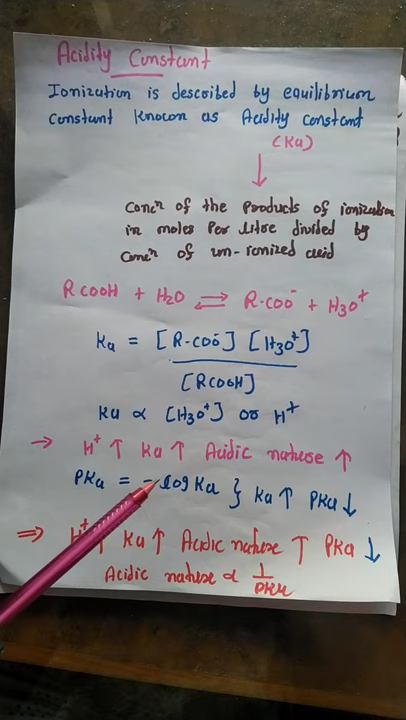 Acidity Constant
Ionization is described by equilibrium
constant known as Acidity constant
(Ka)
↓
Conc'n of the products of ionization
in moles Per Litre divided by
Conc'n of un-ionized acid
R COOH + H2O ⇌ R-COO⁻ + H3O⁺
Ka = [R-COO⁻] [H3O⁺]
[RCOOH]
Ka ∝ [H3O⁺] or H⁺
→ H⁺ ↑ Ka ↑ Acidic nature ↑
PKa = - log Ka } Ka ↑ PKa ↓
⇒ H⁺ ↑ Ka ↑ Acidic nature ↑ PKa ↓
Acidic nature ∝ 1/PKa